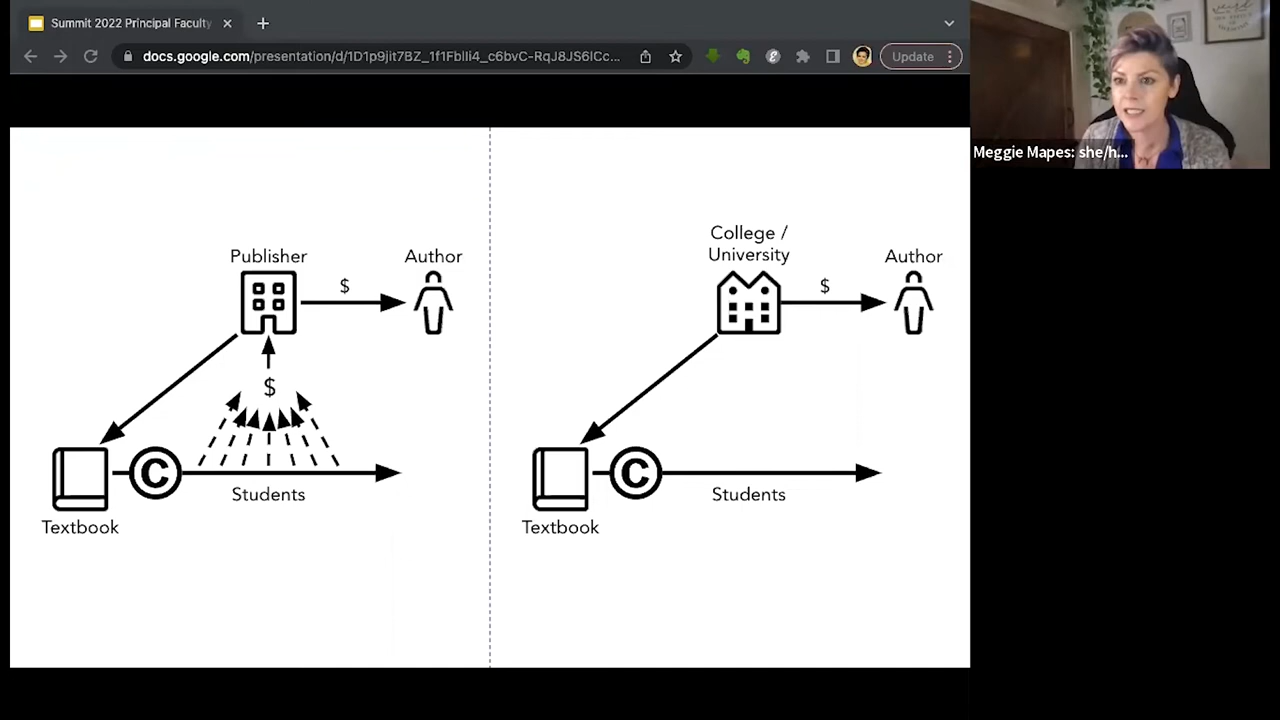 Summit 2022 Principal Faculty
docs.google.com/presentation/d/1D1p9jit7BZ_1f1Fblli4_c6bvC-RqJ8JS6lCc...
Update
Meggie Mapes: she/h...
Publisher
Author
$
$
C
Students
Textbook
College /
University
Author
$
C
Students
Textbook